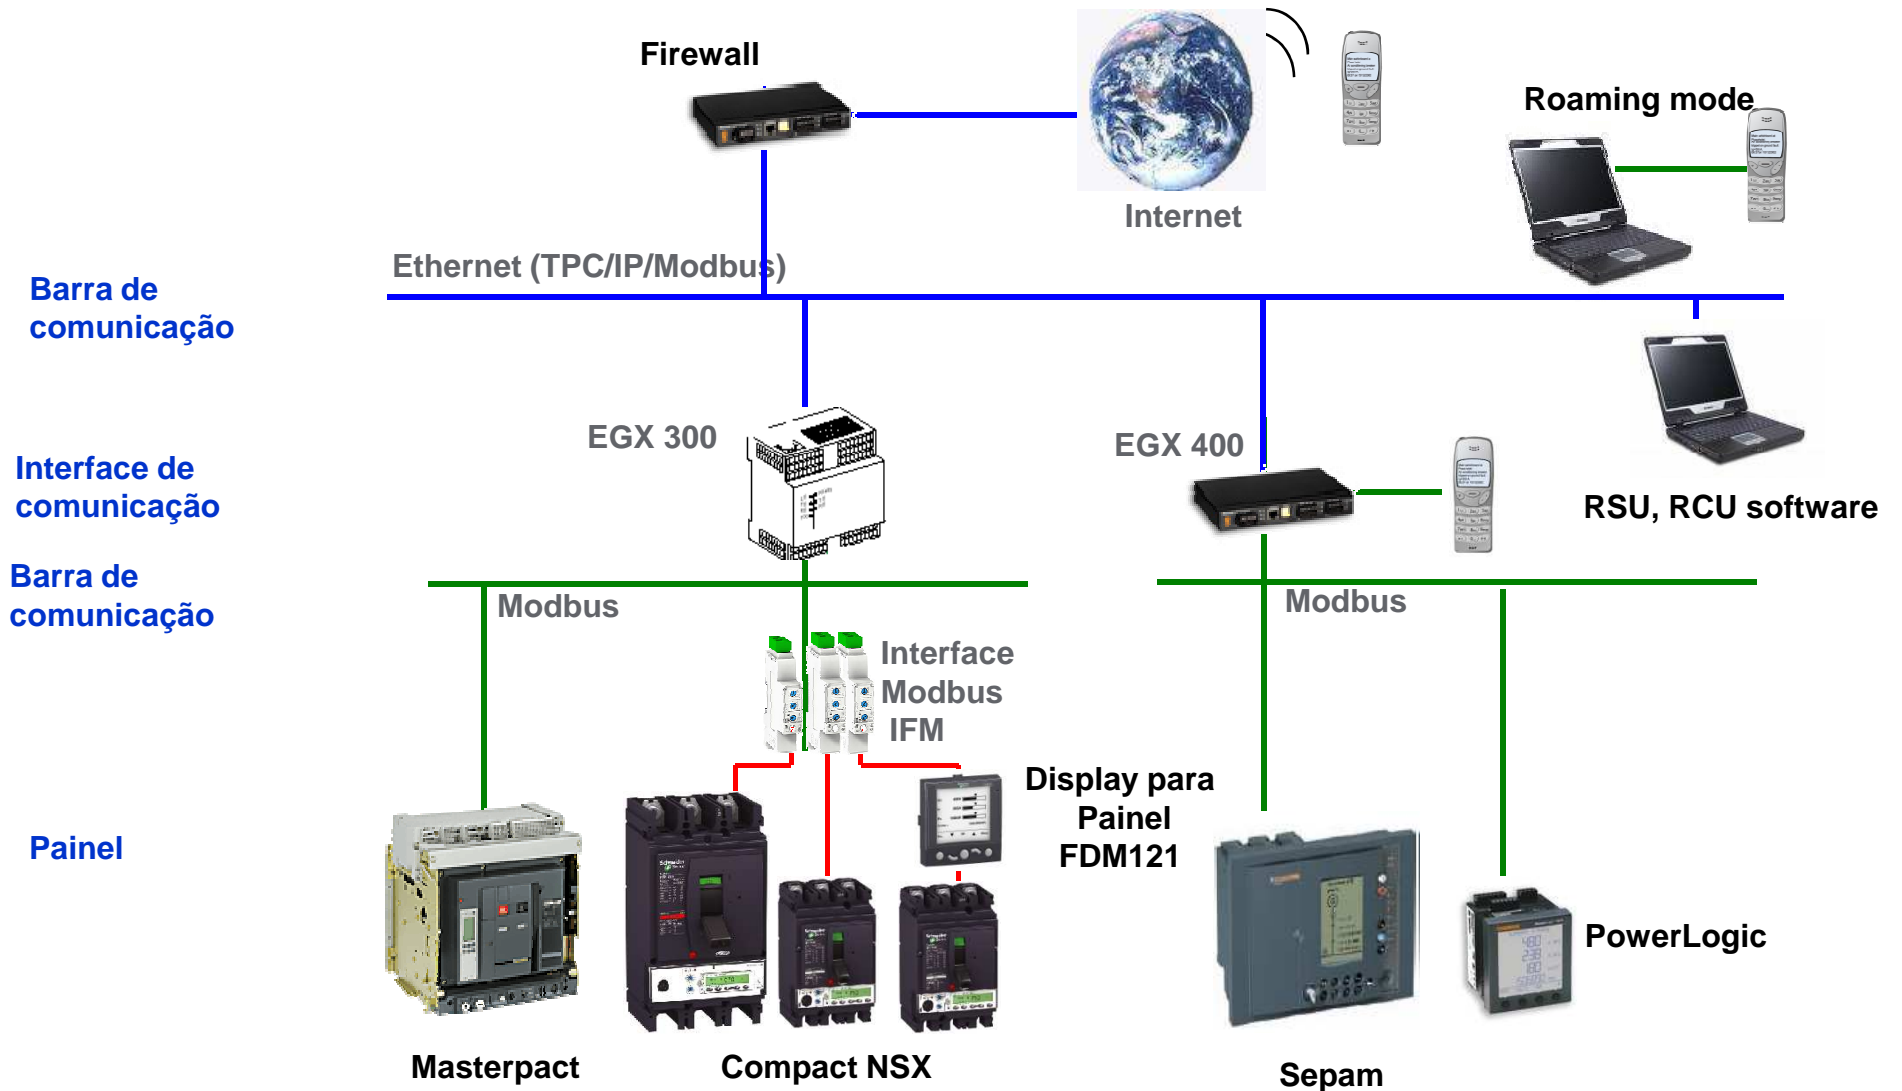 Firewall
Roaming mode
Internet
Ethernet (TPC/IP/Modbus)
Barra de
comunicação
EGX 300
EGX 400
Interface de
comunicação
RSU, RCU software
Barra de
comunicação
Modbus
Modbus
Interface
Modbus
IFM
Display para
Painel
FDM121
Painel
PowerLogic
Masterpact
Compact NSX
Sepam